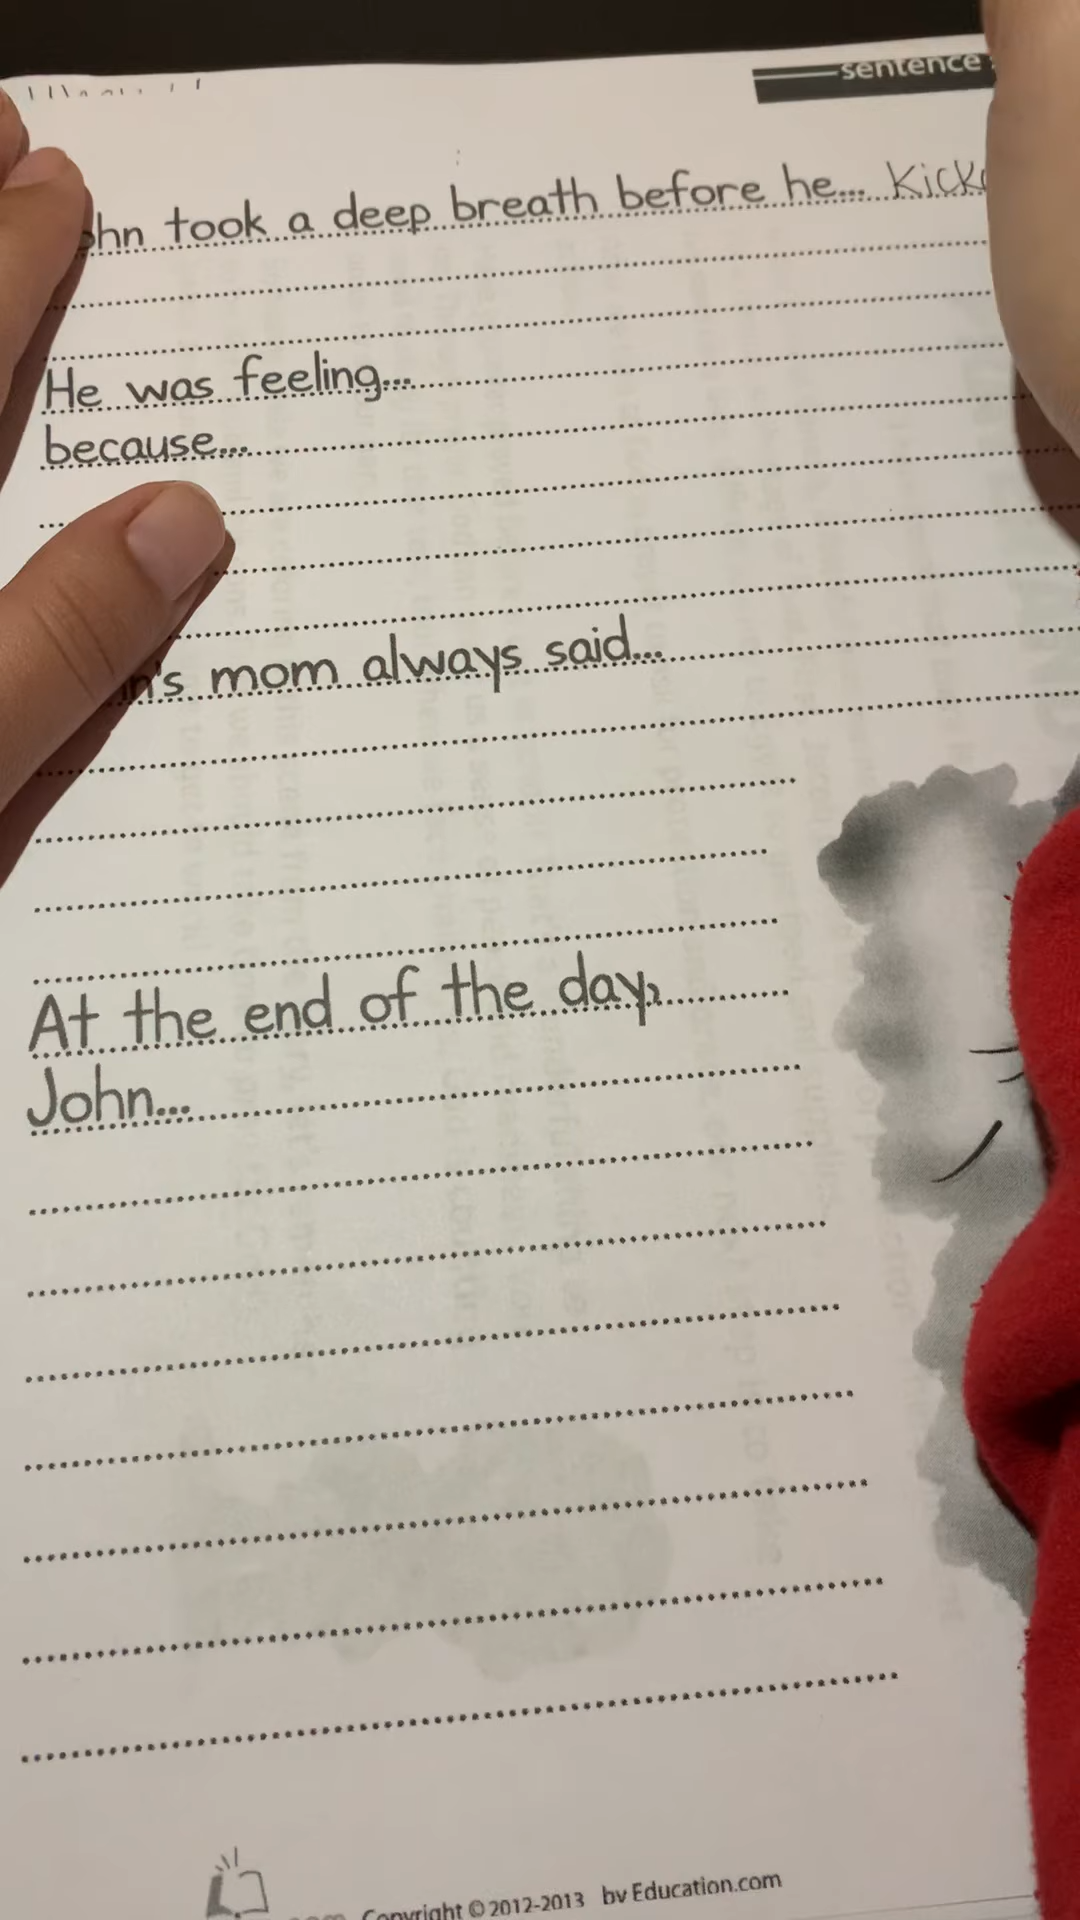 sentence
took a deep breath before he...
He was feeling...
because...
mom always said...
At the end of the day,
John...
Copyright © 2012-2013 by Education.com